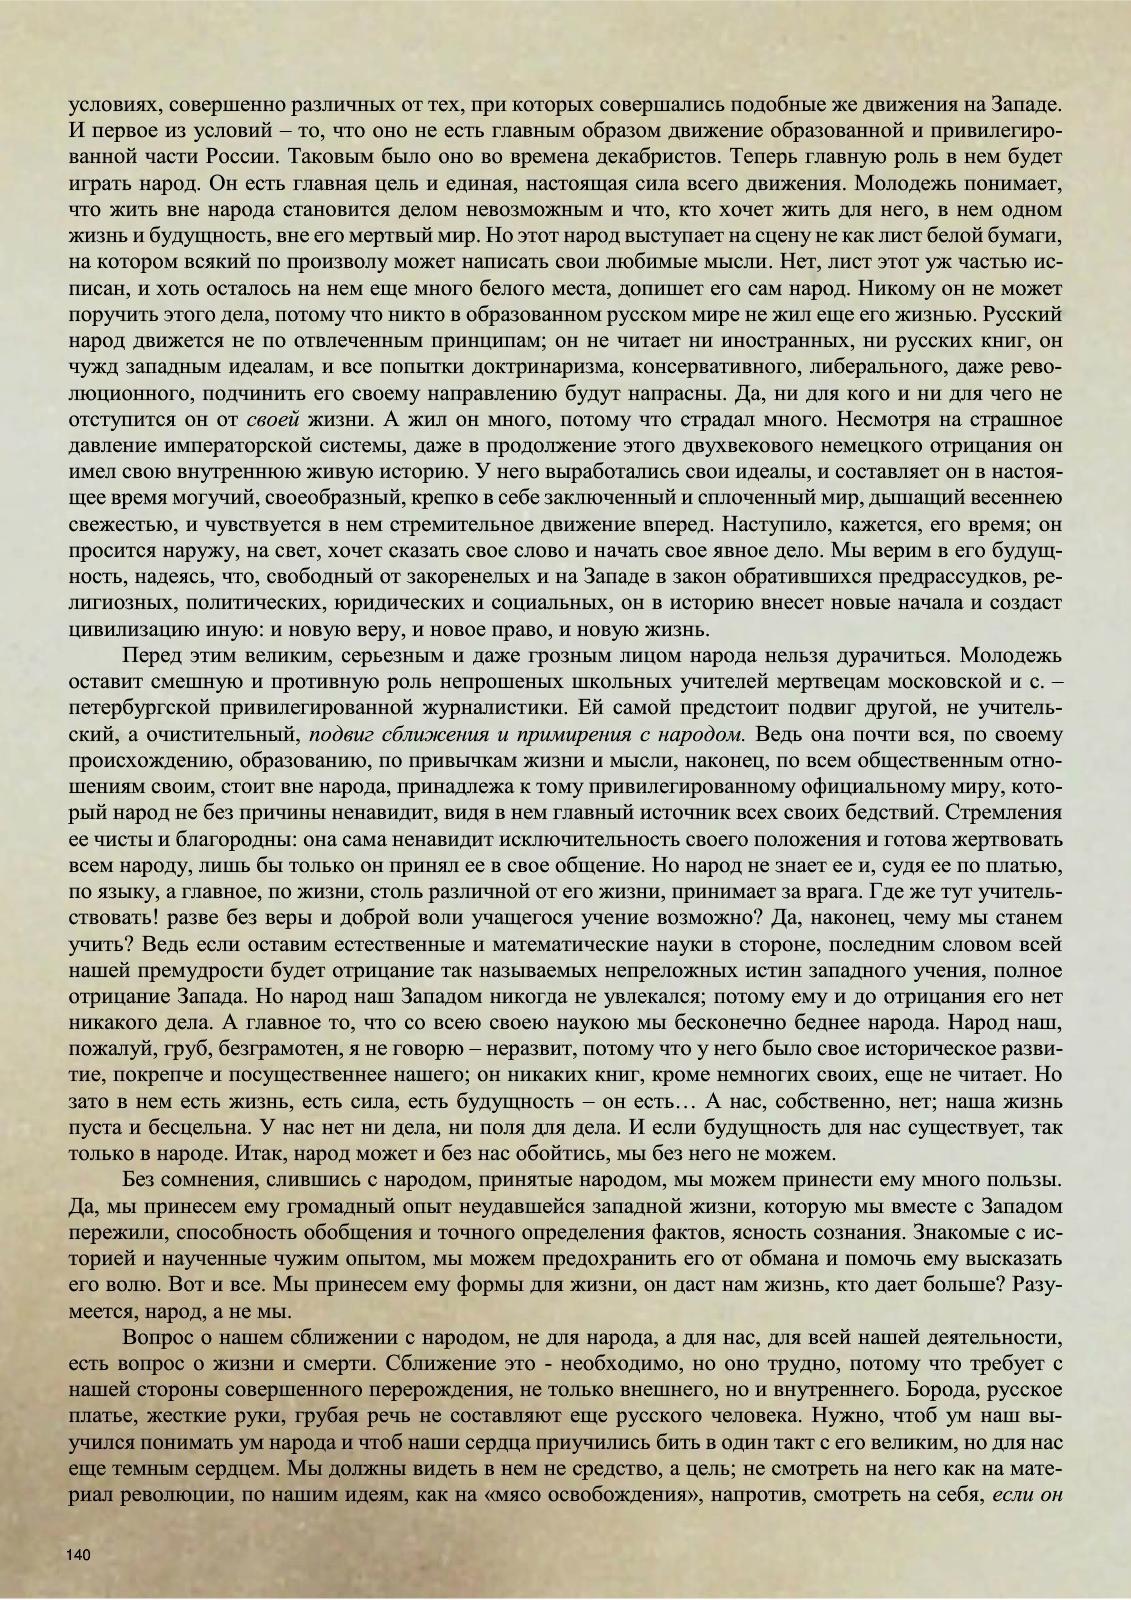 условиях, совершенно различных от тех, при которых совершались подобные же движения на Западе.
И первое из условий – то, что оно не есть главным образом движение образованной и привилегиро-
ванной части России. Таковым было оно во времена декабристов. Теперь главную роль в нем будет
играть народ. Он есть главная цель и единая, настоящая сила всего движения. Молодежь понимает,
что жить вне народа становится делом невозможным и что, кто хочет жить для него, в нем одном
жизнь и будущность, вне его мертвый мир. Но этот народ выступает на сцену не как лист белой бумаги,
на котором всякий по произволу может написать свои любимые мысли. Нет, лист этот уж частью ис-
писан, и хоть осталось на нем еще много белого места, допишет его сам народ. Никому он не может
поручить этого дела, потому что никто в образованном русском мире не жил еще его жизнью. Русский
народ движется не по отвлеченным принципам; он не читает ни иностранных, ни русских книг, он
чужд западным идеалам, и все попытки доктринаризма, консервативного, либерального, даже рево-
люционного, подчинить его своему направлению будут напрасны. Да, ни для кого и ни для чего не
отступится он от своей жизни. А жил он много, потому что страдал много. Несмотря на страшное
давление императорской системы, даже в продолжение этого двухвекового немецкого отрицания он
имел свою внутреннюю живую историю. У него выработались свои идеалы, и составляет он в настоя-
щее время могучий, своеобразный, крепко в себе заключенный и сплоченный мир, дышащий весеннею
свежестью, и чувствуется в нем стремительное движение вперед. Наступило, кажется, его время; он
просится наружу, на свет, хочет сказать свое слово и начать свое явное дело. Мы верим в его будущ-
ность, надеясь, что, свободный от закоренелых и на Западе в закон обратившихся предрассудков, ре-
лигиозных, политических, юридических и социальных, он в историю внесет новые начала и создаст
цивилизацию иную: и новую веру, и новое право, и новую жизнь.
Перед этим великим, серьезным и даже грозным лицом народа нельзя дурачиться. Молодежь
оставит смешную и противную роль непрошеных школьных учителей мертвецам московской и с. –
петербургской привилегированной журналистики. Ей самой предстоит подвиг другой, не учитель-
ский, а очистительный, подвиг сближения и примирения с народом. Ведь она почти вся, по своему
происхождению, образованию, по привычкам жизни и мысли, наконец, по всем общественным отно-
шениям своим, стоит вне народа, принадлежа к тому привилегированному официальному миру, кото-
рый народ не без причины ненавидит, видя в нем главный источник всех своих бедствий. Стремления
ее чисты и благородны: она сама ненавидит исключительность своего положения и готова жертвовать
всем народу, лишь бы только он принял ее в свое общение. Но народ не знает ее и, судя ее по платью,
по языку, а главное, по жизни, столь различной от его жизни, принимает за врага. Где же тут учитель-
ствовать! разве без веры и доброй воли учащегося учение возможно? Да, наконец, чему мы станем
учить? Ведь если оставим естественные и математические науки в стороне, последним словом всей
нашей премудрости будет отрицание так называемых непреложных истин западного учения, полное
отрицание Запада. Но народ наш Западом никогда не увлекался; потому ему и до отрицания его нет
никакого дела. А главное то, что со всею своею наукою мы бесконечно беднее народа. Народ наш,
пожалуй, груб, безграмотен, я не говорю – неразвит, потому что у него было свое историческое разви-
тие, покрепче и посущественнее нашего; он никаких книг, кроме немногих своих, еще не читает. Но
зато в нем есть жизнь, есть сила, есть будущность – он есть… А нас, собственно, нет; наша жизнь
пуста и бесцельна. У нас нет ни дела, ни поля для дела. И если будущность для нас существует, так
только в народе. Итак, народ может и без нас обойтись, мы без него не можем.
Без сомнения, слившись с народом, принятые народом, мы можем принести ему много пользы.
Да, мы принесем ему громадный опыт неудавшейся западной жизни, которую мы вместе с Западом
пережили, способность обобщения и точного определения фактов, ясность сознания. Знакомые с ис-
торией и наученные чужим опытом, мы можем предохранить его от обмана и помочь ему высказать
его волю. Вот и все. Мы принесем ему формы для жизни, он даст нам жизнь, кто дает больше? Разу-
меется, народ, а не мы.
Вопрос о нашем сближении с народом, не для народа, а для нас, для всей нашей деятельности,
есть вопрос о жизни и смерти. Сближение это - необходимо, но оно трудно, потому что требует с
нашей стороны совершенного перерождения, не только внешнего, но и внутреннего. Борода, русское
платье, жесткие руки, грубая речь не составляют еще русского человека. Нужно, чтоб ум наш вы-
учился понимать ум народа и чтоб наши сердца приучились бить в один такт с его великим, но для нас
еще темным сердцем. Мы должны видеть в нем не средство, а цель; не смотреть на него как на мате-
риал революции, по нашим идеям, как на «мясо освобождения», напротив, смотреть на себя, если он
140